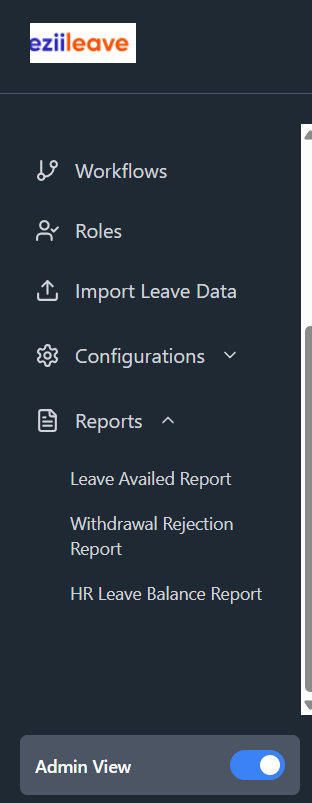 eziileave
Workflows
Roles
Import Leave Data
Configurations
Reports
Leave Availed Report
Withdrawal Rejection
Report
HR Leave Balance Report
Admin View